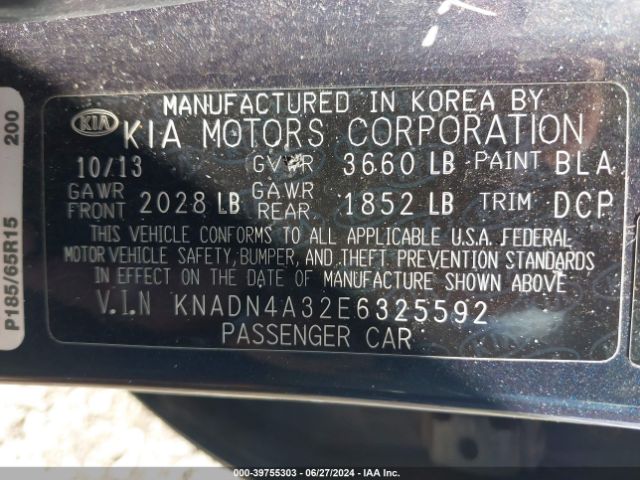 MANUFACTURED IN KOREA BY
KIA KIA MOTORS CORPORATION
10/13 GVWR 3660 LB PAINT BLA
GAWR FRONT 2028 LB GAWR REAR 1852 LB TRIM DCP
THIS VEHICLE CONFORMS TO ALL APPLICABLE U.S.A. FEDERAL
MOTOR VEHICLE SAFETY, BUMPER, AND THEFT PREVENTION STANDARDS
IN EFFECT ON THE DATE OF MANUFACTURE SHOWN ABOVE
V.I.N KNADN4A32E6325592
PASSENGER CAR
P185/65R15 200
000-39755303 - 06/27/2024 - IAA Inc.